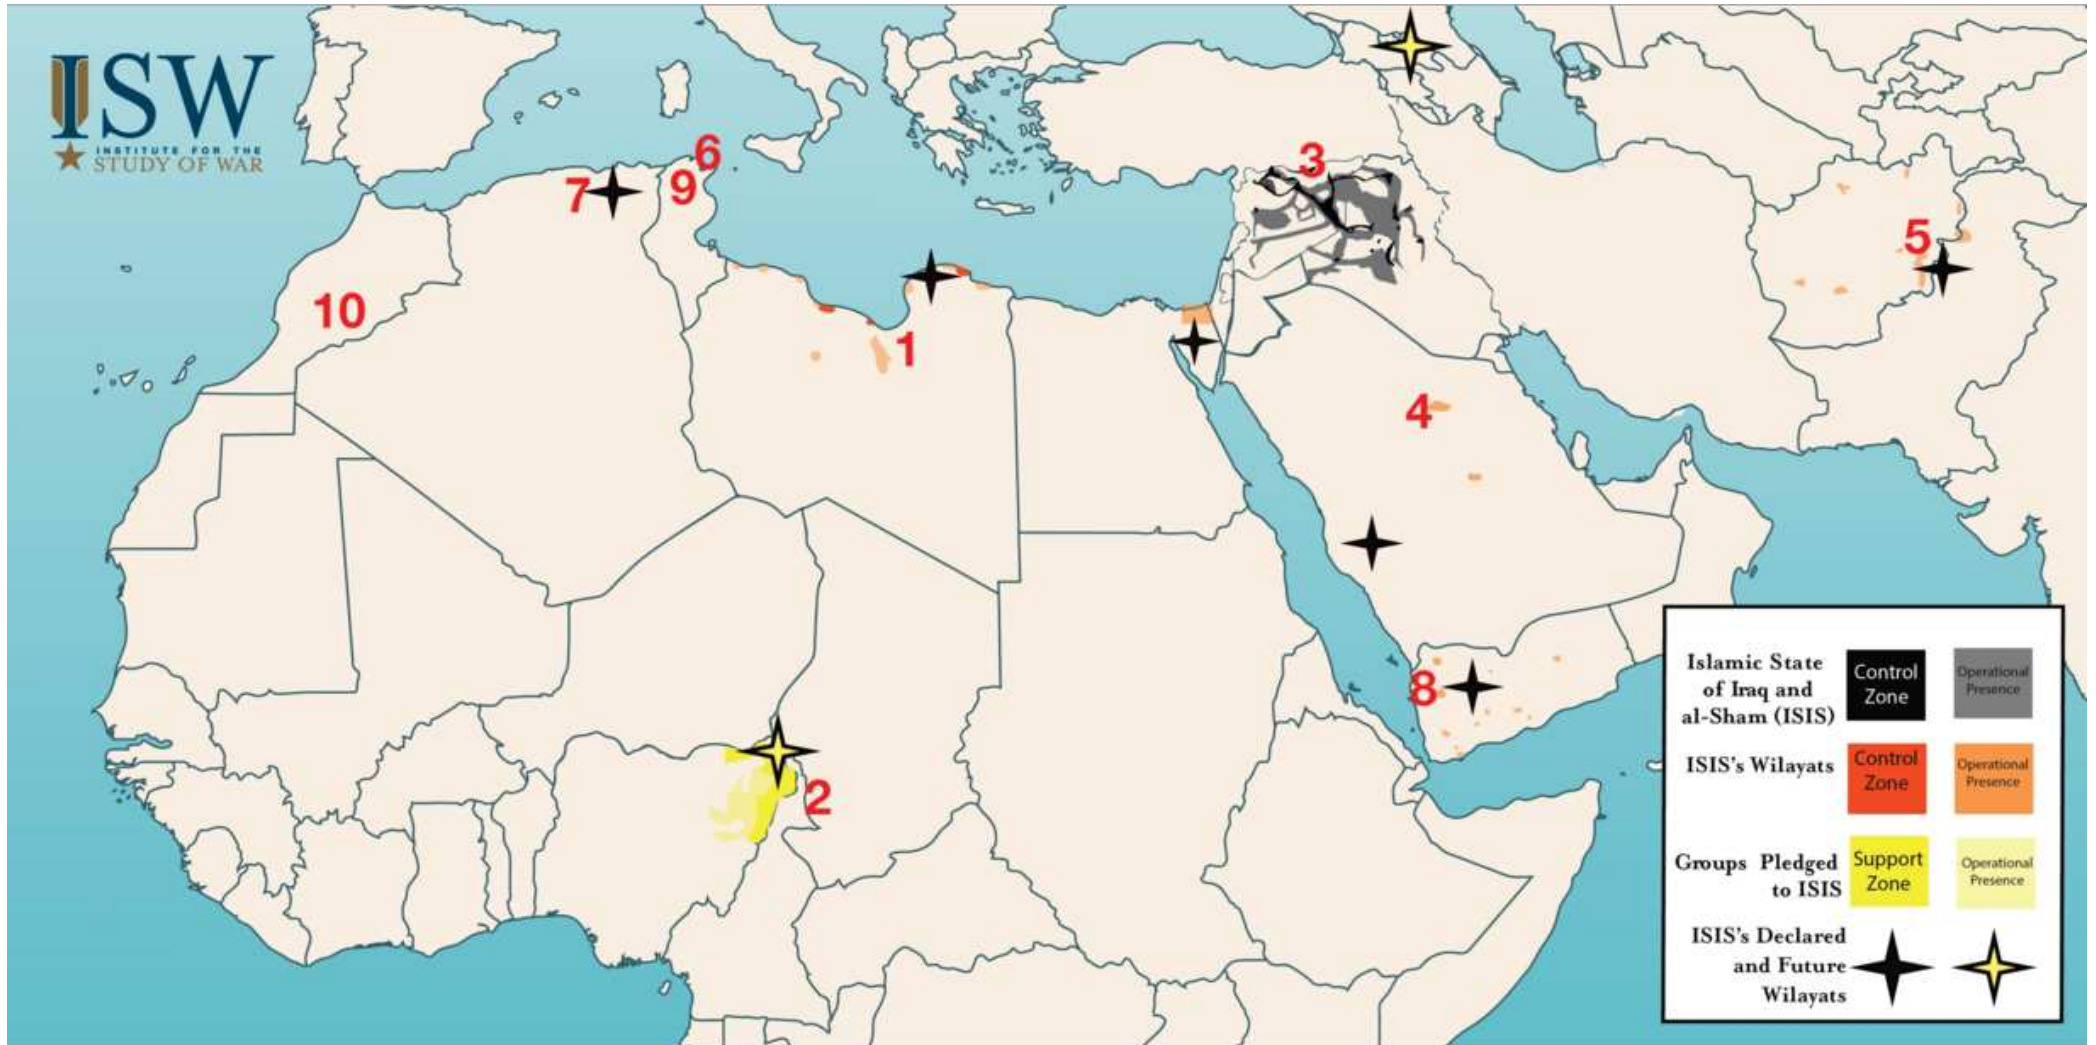 ISW
INSTITUTE FOR THE
STUDY OF WAR
6
3
7
9
5
10
1
4
8
2
Islamic State
of Iraq and
al-Sham (ISIS)
Control
Zone
Operational
Presence
ISIS's Wilayats
Control
Zone
Operational
Presence
Groups Pledged
to ISIS
Support
Zone
Operational
Presence
ISIS's Declared
and Future
Wilayats